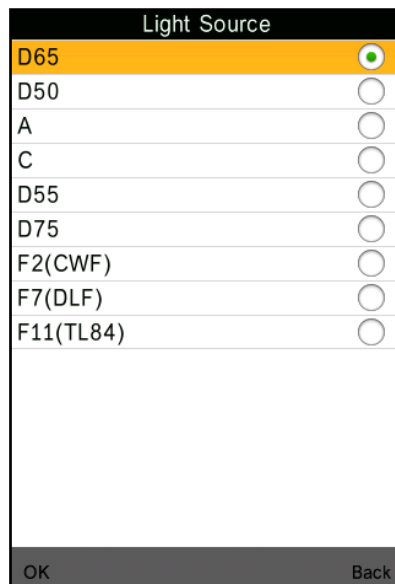 Light Source
D65
D50
A
C
D55
D75
F2(CWF)
F7(DLF)
F11(TL84)
OK Back